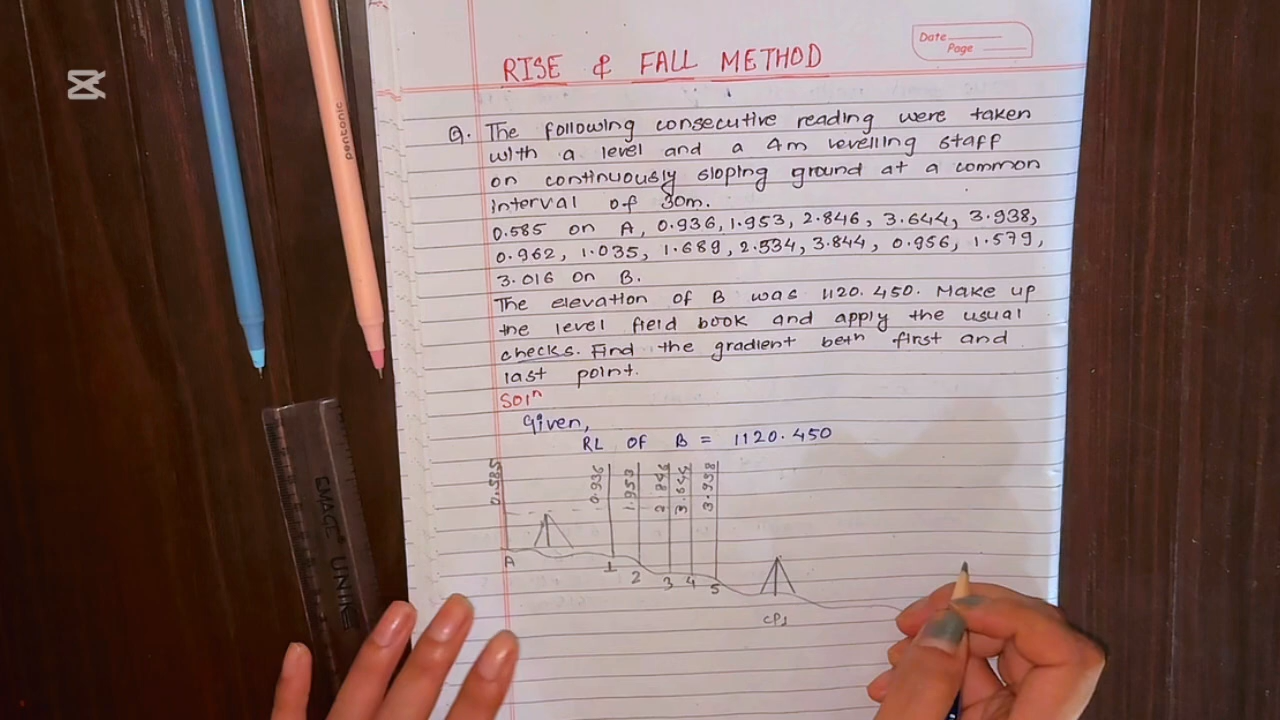 Date
Page
RISE & FALL METHOD
Q. The following consecutive reading were taken
with a level and a 4m levelling staff
on continuously sloping ground at a common
interval of 30m.
0.585 on A, 0.936, 1.953, 2.846, 3.644, 3.938,
0.962, 1.035, 1.689, 2.534, 3.844, 0.956, 1.579,
3.016 on B.
The elevation of B was 1120.450. Make up
the level field book and apply the usual
checks. Find the gradient betn first and
last point.
Soln
Given,
RL OF B = 1120.450
0.585
0.936
1.953
2.846
3.644
3.938
A
1
2
3
4
5
CP1
pentonic